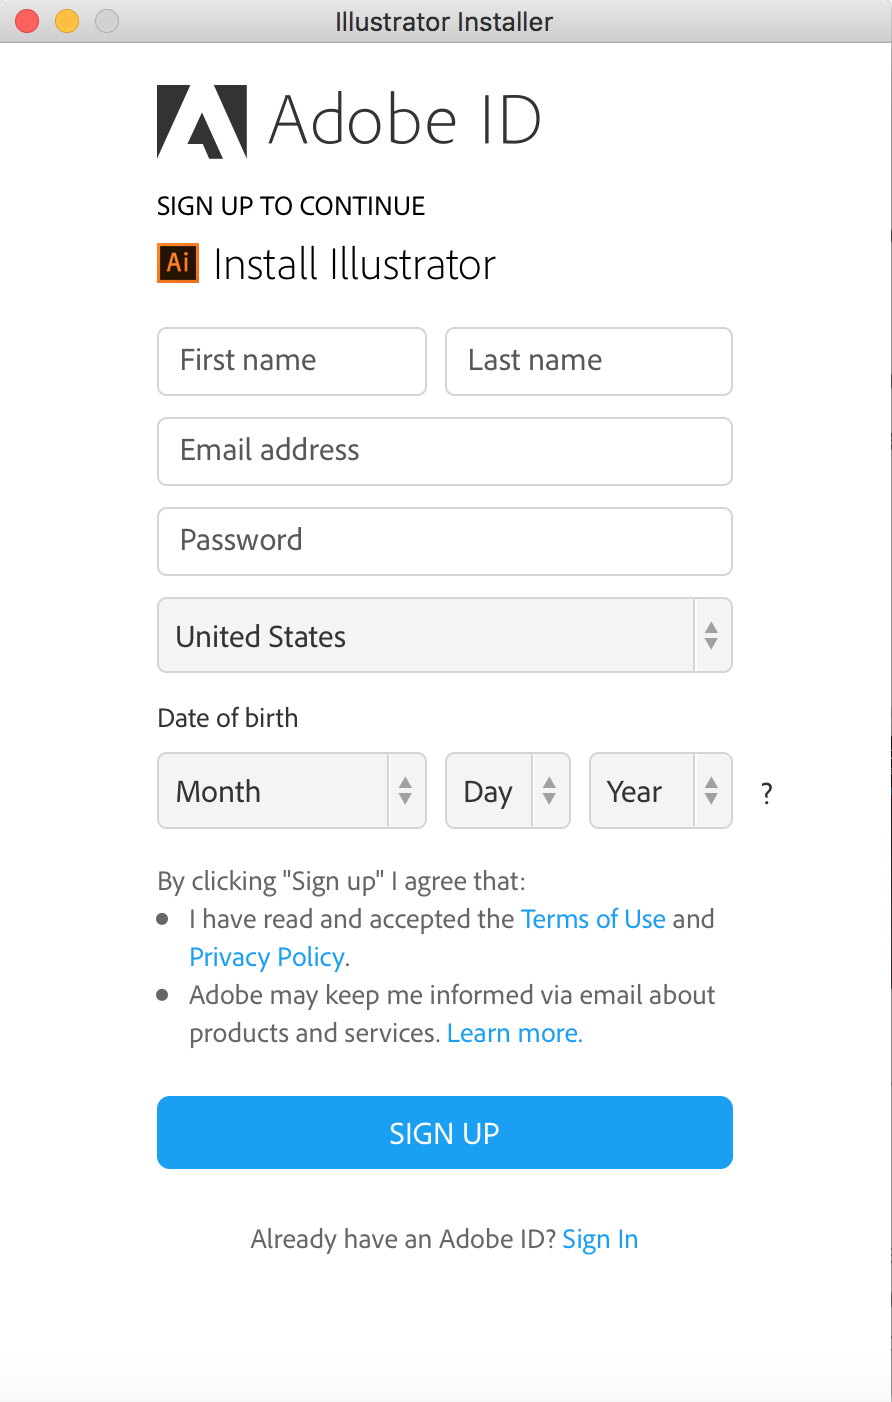 Illustrator Installer
Adobe ID
SIGN UP TO CONTINUE
Ai Install Illustrator
First name Last name
Email address
Password
United States
Date of birth
Month Day Year ?
By clicking "Sign up" I agree that:
• I have read and accepted the Terms of Use and
Privacy Policy.
• Adobe may keep me informed via email about
products and services. Learn more.
SIGN UP
Already have an Adobe ID? Sign In